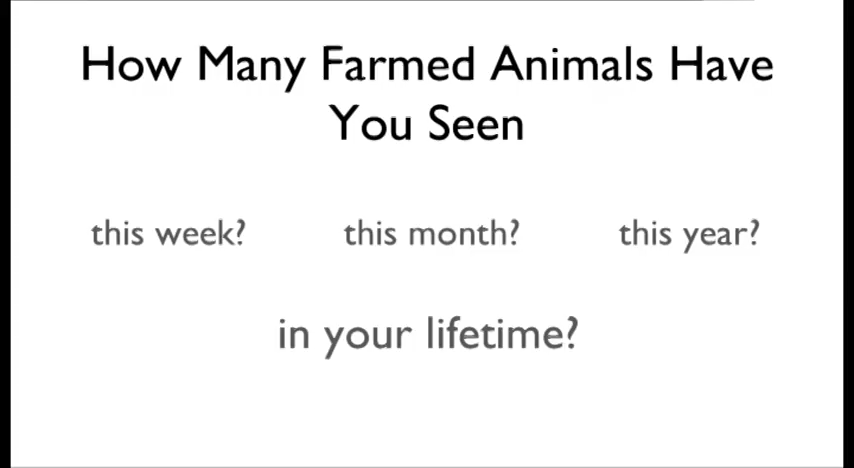 How Many Farmed Animals Have
You Seen
this week? this month? this year?
in your lifetime?